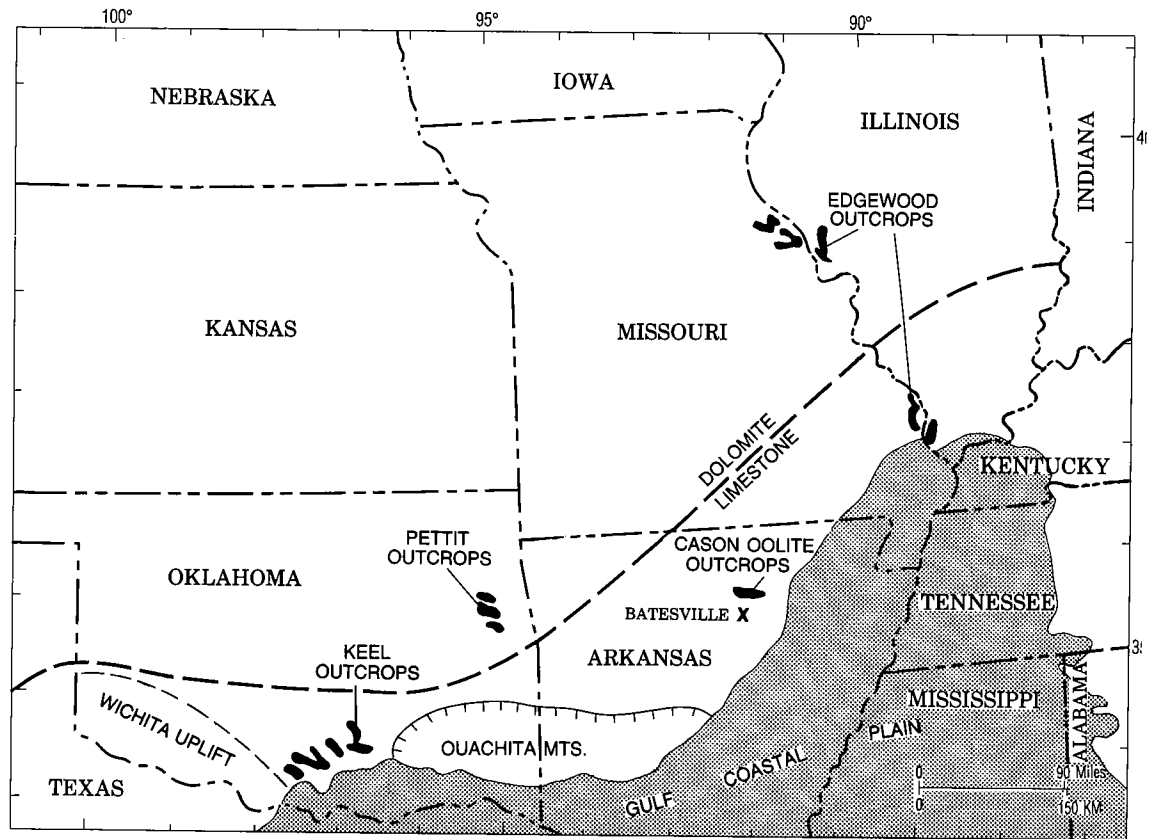 100°
95°
90°
NEBRASKA
IOWA
ILLINOIS
INDIANA
EDGEWOOD
OUTCROPS
KANSAS
MISSOURI
DOLOMITE
LIMESTONE
KENTUCKY
PETTIT
OUTCROPS
CASON OOLITE
OUTCROPS
OKLAHOMA
BATESVILLE X
TENNESSEE
KEEL
OUTCROPS
ARKANSAS
WICHITA UPLIFT
OUACHITA MTS.
MISSISSIPPI
ALABAMA
TEXAS
GULF COASTAL PLAIN
0 90 Miles
0 150 KM